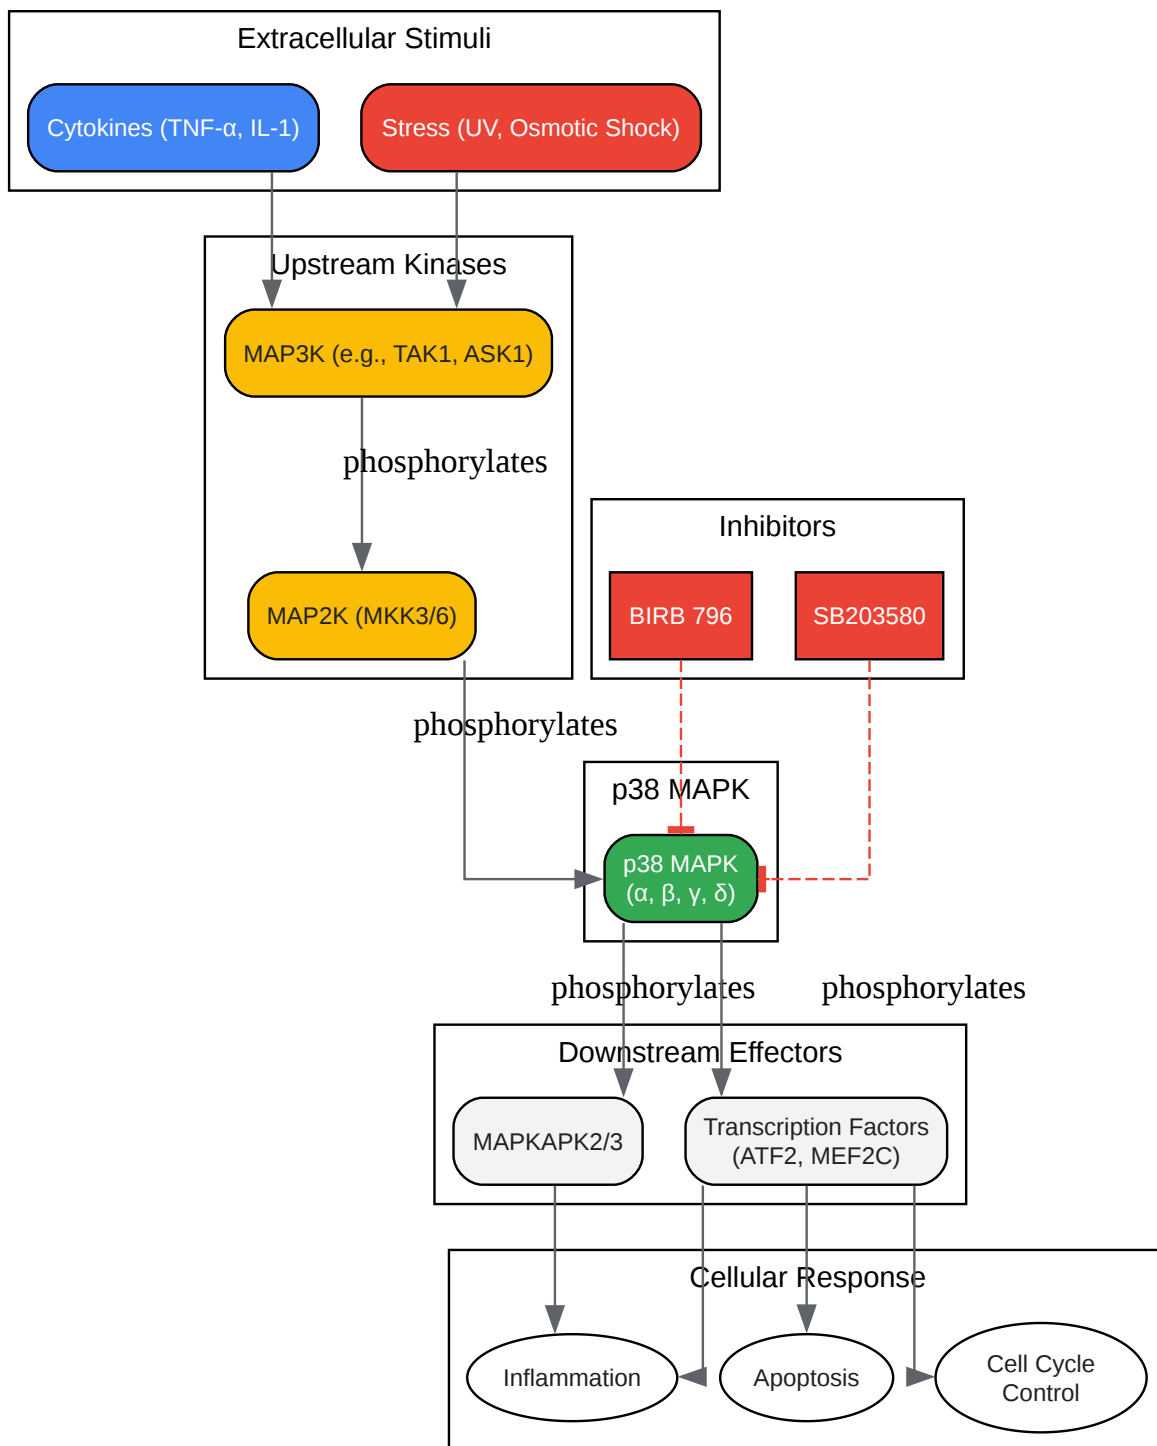 Extracellular Stimuli
Cytokines (TNF-α, IL-1)
Stress (UV, Osmotic Shock)
Upstream Kinases
MAP3K (e.g., TAK1, ASK1)
phosphorylates
Inhibitors
MAP2K (MKK3/6)
BIRB 796
SB203580
phosphorylates
p38 MAPK
p38 MAPK
(α, β, γ, δ)
phosphorylates
phosphorylates
Downstream Effectors
MAPKAPK2/3
Transcription Factors
(ATF2, MEF2C)
Cellular Response
Inflammation
Apoptosis
Cell Cycle
Control